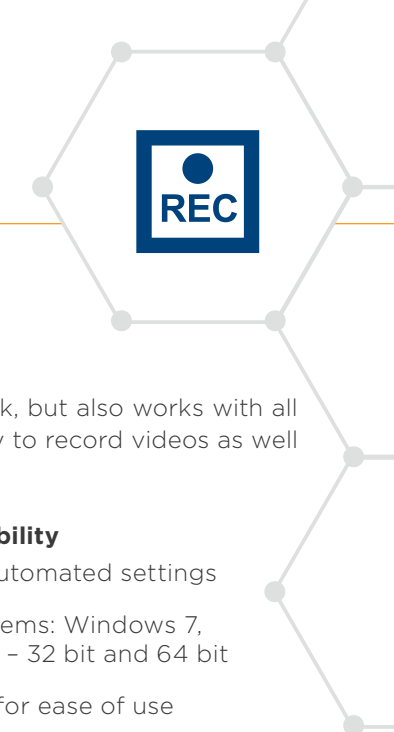 REC
k, but also works with all
y to record videos as well
bility
utomated settings
tems: Windows 7,
– 32 bit and 64 bit
for ease of use